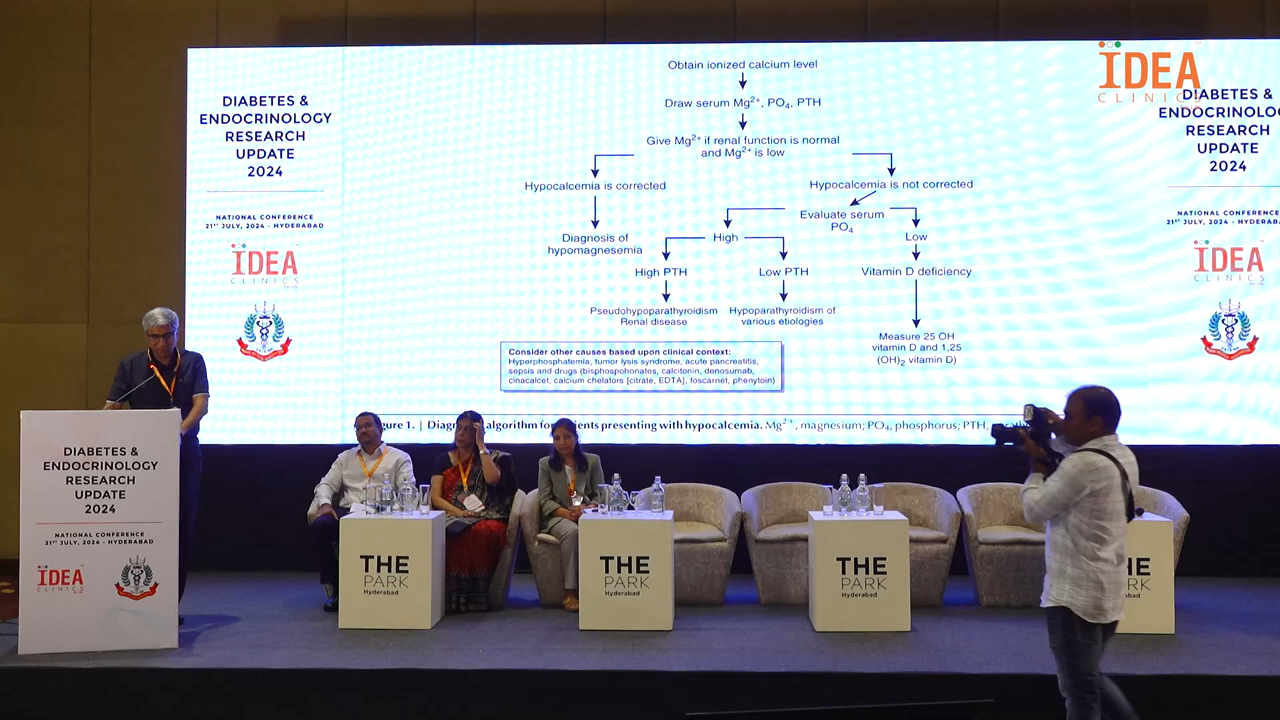 DIABETES &
ENDOCRINOLOGY
RESEARCH
UPDATE
2024
NATIONAL CONFERENCE
21ST JULY, 2024 - HYDERABAD
IDEA
CLINICS
Obtain ionized calcium level
Draw serum Mg²⁺, PO₄, PTH
Give Mg²⁺ if renal function is normal
and Mg²⁺ is low
Hypocalcemia is corrected
Hypocalcemia is not corrected
Evaluate serum
PO₄
Diagnosis of
hypomagnesemia
High
Low
High PTH
Low PTH
Vitamin D deficiency
Pseudohypoparathyroidism
Renal disease
Hypoparathyroidism of
various etiologies
Measure 25 OH
vitamin D and 1,25
(OH)₂ vitamin D)
Consider other causes based upon clinical context:
Hyperphosphatemia, tumor lysis syndrome, acute pancreatitis,
sepsis and drugs (bisphosphonates, calcitonin, denosumab,
cinacalcet, calcium chelators [citrate, EDTA], foscarnet, phenytoin)
gure 1. | algorithm for patients presenting with hypocalcemia. Mg²⁺, magnesium; PO₄, phosphorus; PTH,
IDEA
CLINICS
DIABETES &
ENDOCRINOLO
RESEARCH
UPDATE
2024
NATIONAL CONFERENCE
21ST JULY, 2024 - HYDERABA
IDEA
CLINICS
DIABETES &
ENDOCRINOLOGY
RESEARCH
UPDATE
2024
NATIONAL CONFERENCE
21ST JULY, 2024 - HYDERABAD
IDEA
CLINICS
THE
PARK
Hyderabad
THE
PARK
Hyderabad
THE
PARK
Hyderabad
HE
RK
abad